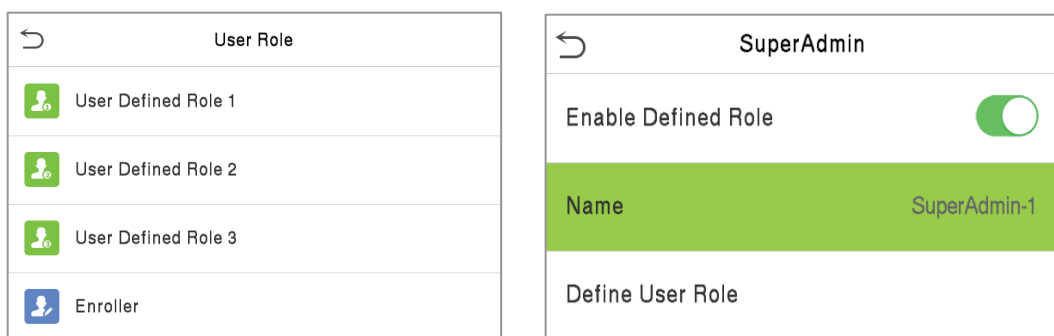 User Role
User Defined Role 1
User Defined Role 2
User Defined Role 3
Enroller
SuperAdmin
Enable Defined Role
Name SuperAdmin-1
Define User Role